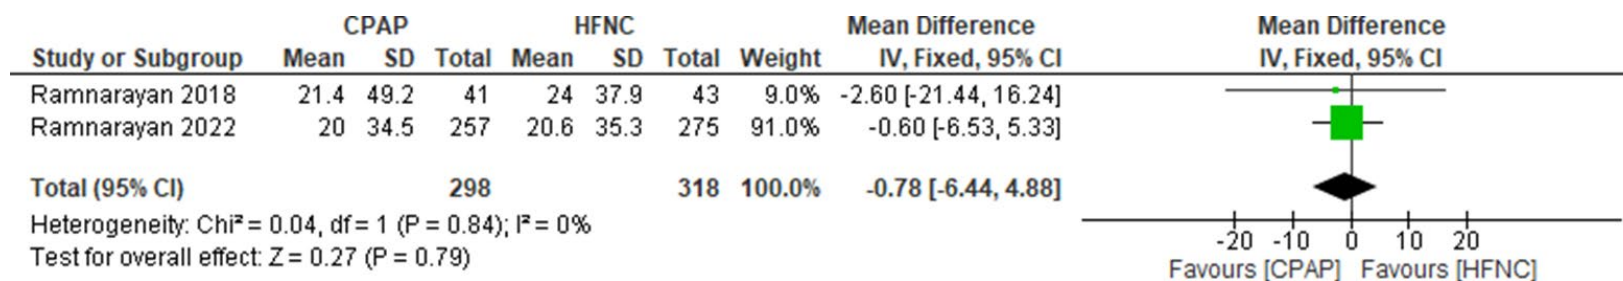 CPAP HFNC Mean Difference Mean Difference
Study or Subgroup Mean SD Total Mean SD Total Weight IV, Fixed, 95% CI IV, Fixed, 95% CI
Ramnarayan 2018 21.4 49.2 41 24 37.9 43 9.0% -2.60 [-21.44, 16.24]
Ramnarayan 2022 20 34.5 257 20.6 35.3 275 91.0% -0.60 [-6.53, 5.33]
Total (95% CI) 298 318 100.0% -0.78 [-6.44, 4.88]
Heterogeneity: Chi² = 0.04, df = 1 (P = 0.84); I² = 0%
Test for overall effect: Z = 0.27 (P = 0.79)
-20 -10 0 10 20
Favours [CPAP] Favours [HFNC]